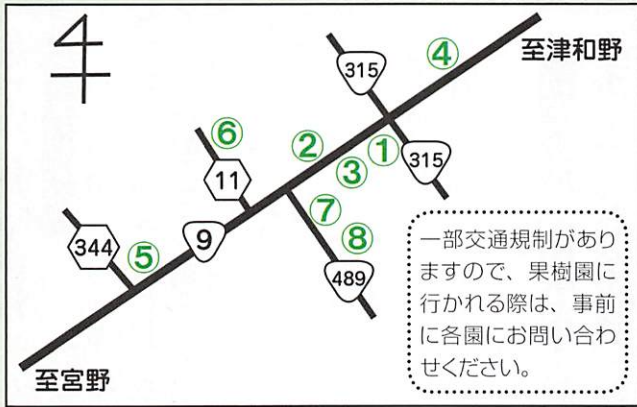 315
④
至津和野
⑥
②
①
③
315
11
⑦
344
⑤
9
⑧
489
至宮野
一部交通規制があり
ますので、果樹園に
行かれる際は、事前
に各園にお問い合わ
せください。